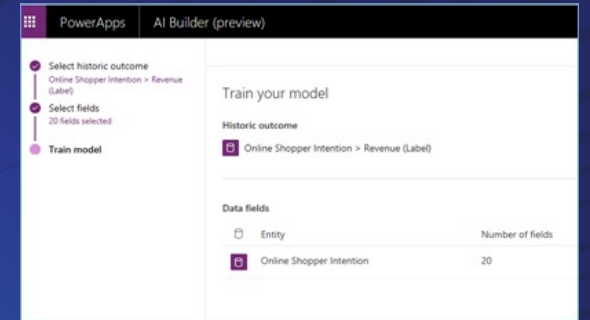 PowerApps AI Builder (preview)
Select historic outcome
Online Shopper Intention > Revenue
(Label)
Select fields
20 fields selected
Train model
Train your model
Historic outcome
Online Shopper Intention > Revenue (Label)
Data fields
Entity Number of fields
Online Shopper Intention 20